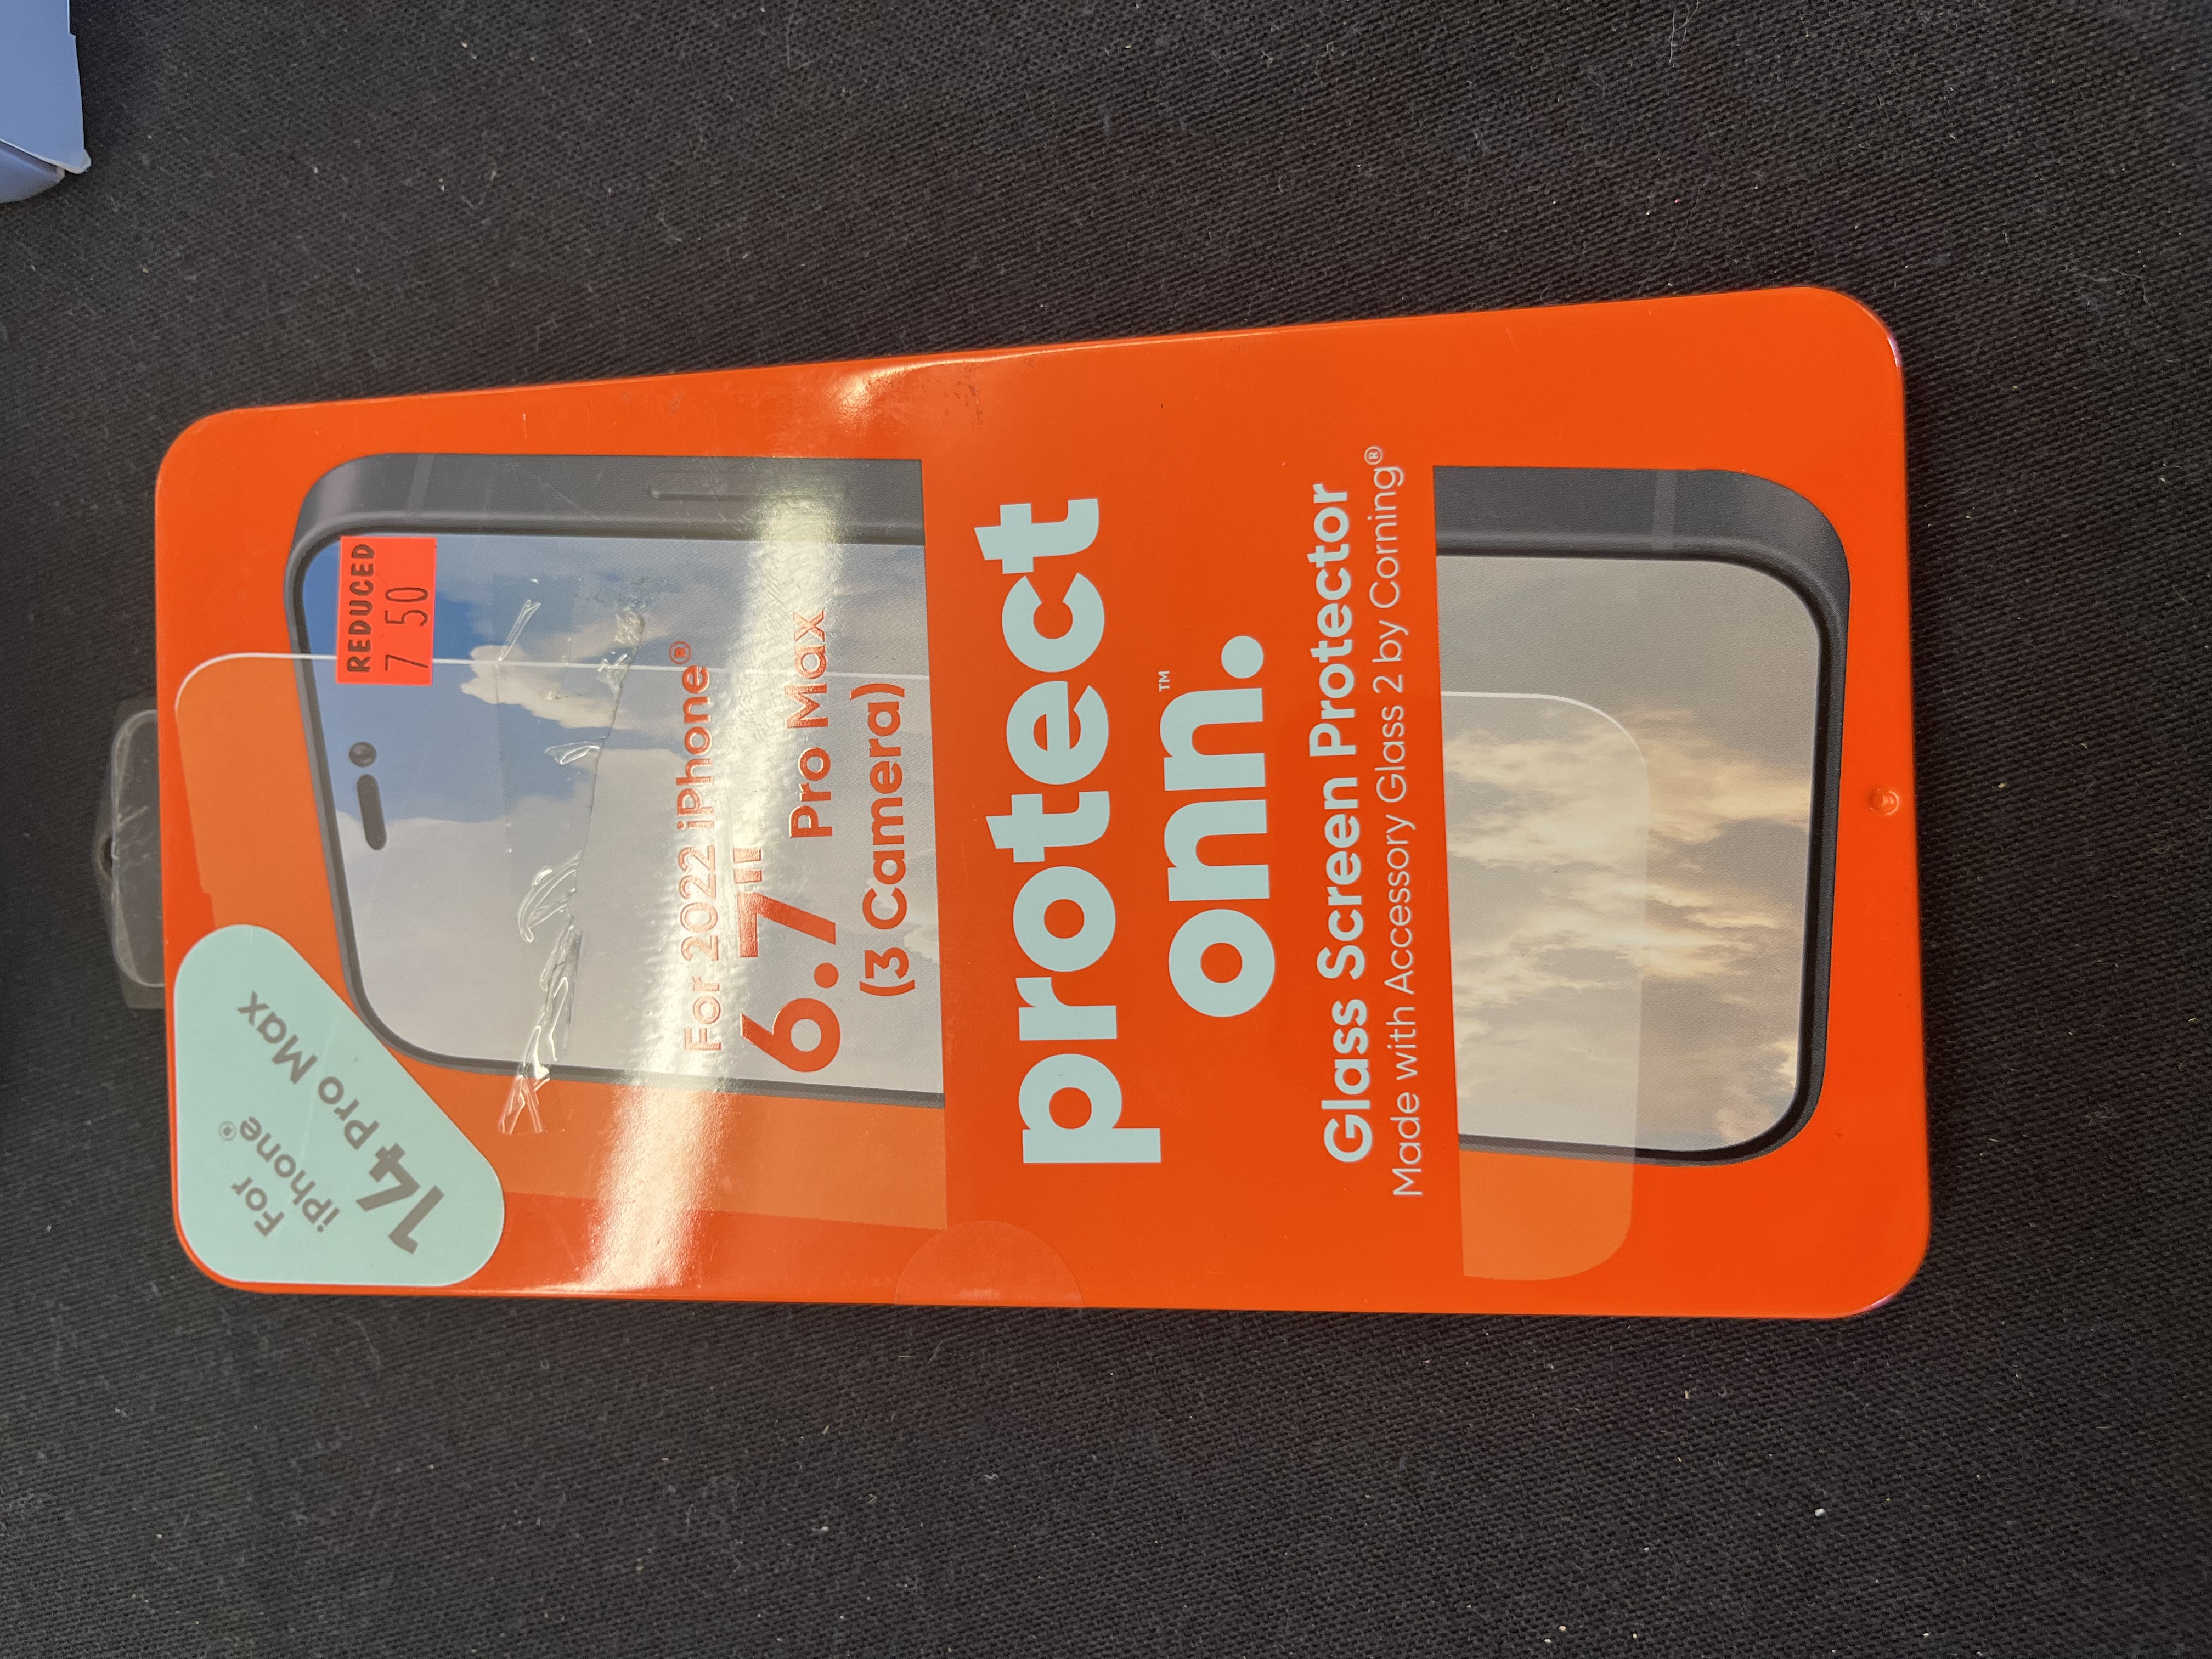 For
iPhone®
14 Pro Max
REDUCED
7 50
For 2022 iPhone®
6.7" Pro Max
(3 Camera)
protect
onn.™
Glass Screen Protector
Made with Accessory Glass 2 by Corning®